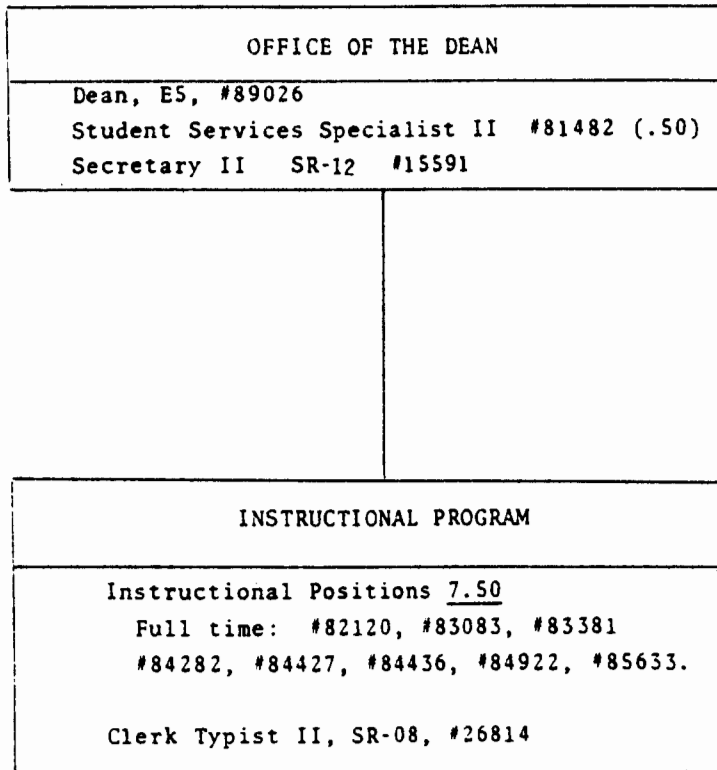 OFFICE OF THE DEAN
Dean, E5, #89026
Student Services Specialist II #81482 (.50)
Secretary II SR-12 #15591
INSTRUCTIONAL PROGRAM
Instructional Positions 7.50
Full time: #82120, #83083, #83381
#84282, #84427, #84436, #84922, #85633.
Clerk Typist II, SR-08, #26814